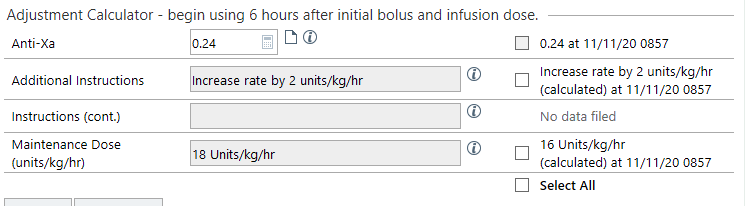 Adjustment Calculator - begin using 6 hours after initial bolus and infusion dose.
Anti-Xa
0.24
0.24 at 11/11/20 0857
Additional Instructions
Increase rate by 2 units/kg/hr
Increase rate by 2 units/kg/hr
(calculated) at 11/11/20 0857
Instructions (cont.)
No data filed
Maintenance Dose
(units/kg/hr)
18 Units/kg/hr
16 Units/kg/hr
(calculated) at 11/11/20 0857
Select All